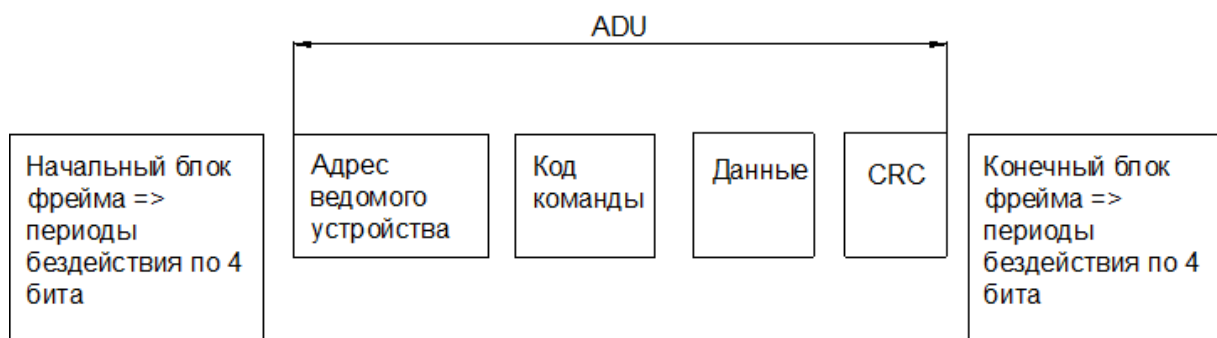 ADU
Начальный блок
фрейма =>
периоды
бездействия по 4
бита
Адрес
ведомого
устройства
Код
команды
Данные
CRC
Конечный блок
фрейма =>
периоды
бездействия по 4
бита